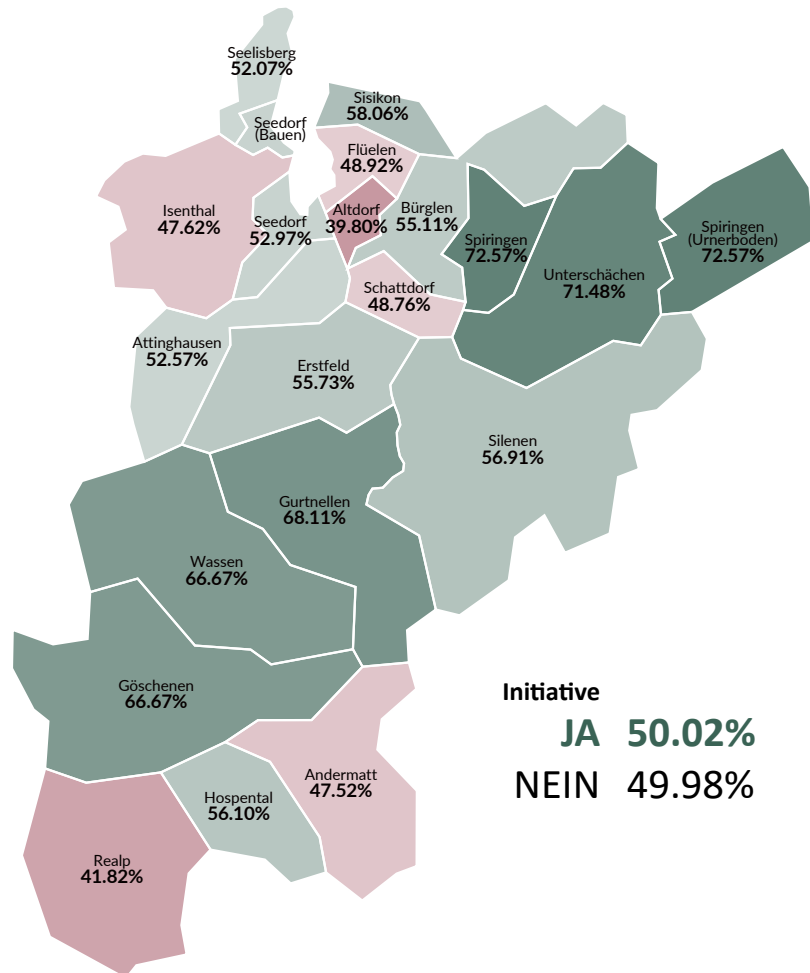 Seelisberg
52.07%
Sisikon
58.06%
Seedorf
(Bauen)
Flüelen
48.92%
Isenthal
47.62%
Seedorf
52.97%
Altdorf
39.80%
Bürglen
55.11%
Spiringen
72.57%
Unterschächen
71.48%
Spiringen
(Urnerboden)
72.57%
Schattdorf
48.76%
Attinghausen
52.57%
Erstfeld
55.73%
Silenen
56.91%
Gurtnellen
68.11%
Wassen
66.67%
Göschenen
66.67%
Andermatt
47.52%
Hospental
56.10%
Realp
41.82%
Initiative
JA 50.02%
NEIN 49.98%